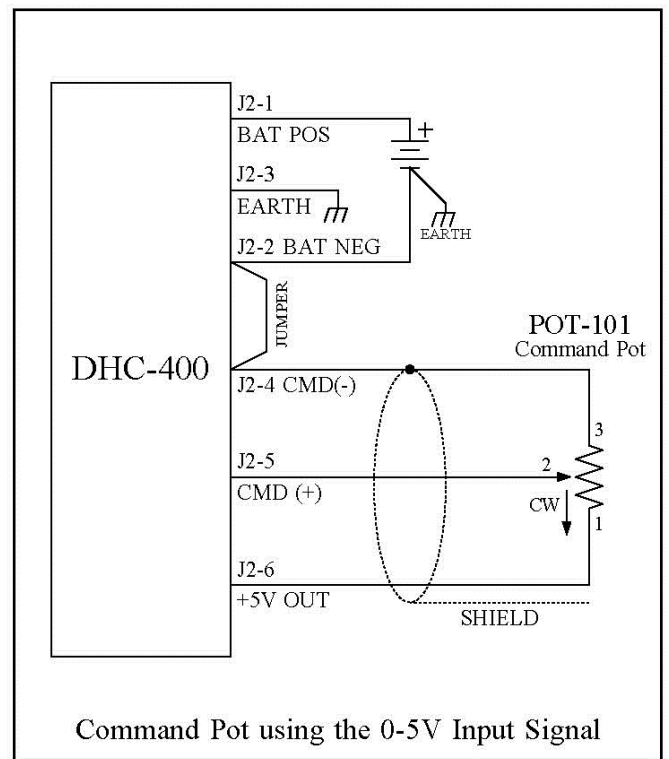 J2-1
BAT POS
+
J2-3
EARTH
EARTH
J2-2 BAT NEG
JUMPER
POT-101
Command Pot
DHC-400
J2-4 CMD(-)
3
J2-5
2
CMD (+)
CW
1
J2-6
+5V OUT
SHIELD
Command Pot using the 0-5V Input Signal